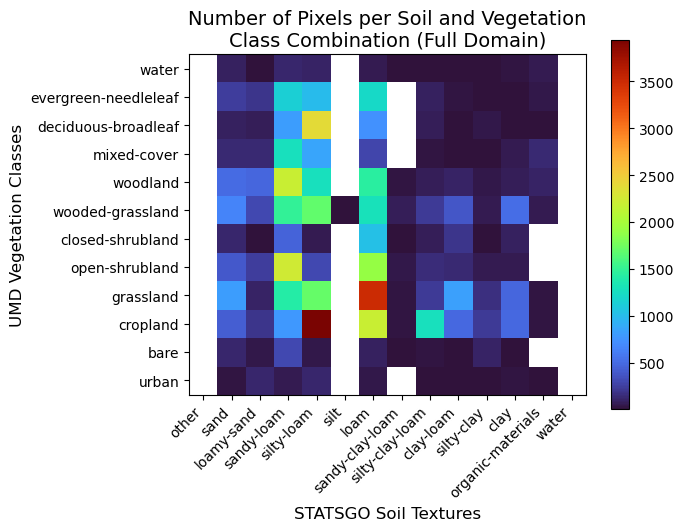 Number of Pixels per Soil and Vegetation
Class Combination (Full Domain)
UMD Vegetation Classes
water
evergreen-needleleaf
deciduous-broadleaf
mixed-cover
woodland
wooded-grassland
closed-shrubland
open-shrubland
grassland
cropland
bare
urban
other
sand
loamy-sand
sandy-loam
silty-loam
silt
loam
sandy-clay-loam
silty-clay-loam
clay-loam
silty-clay
clay
organic-materials
water
STATSGO Soil Textures
3500
3000
2500
2000
1500
1000
500